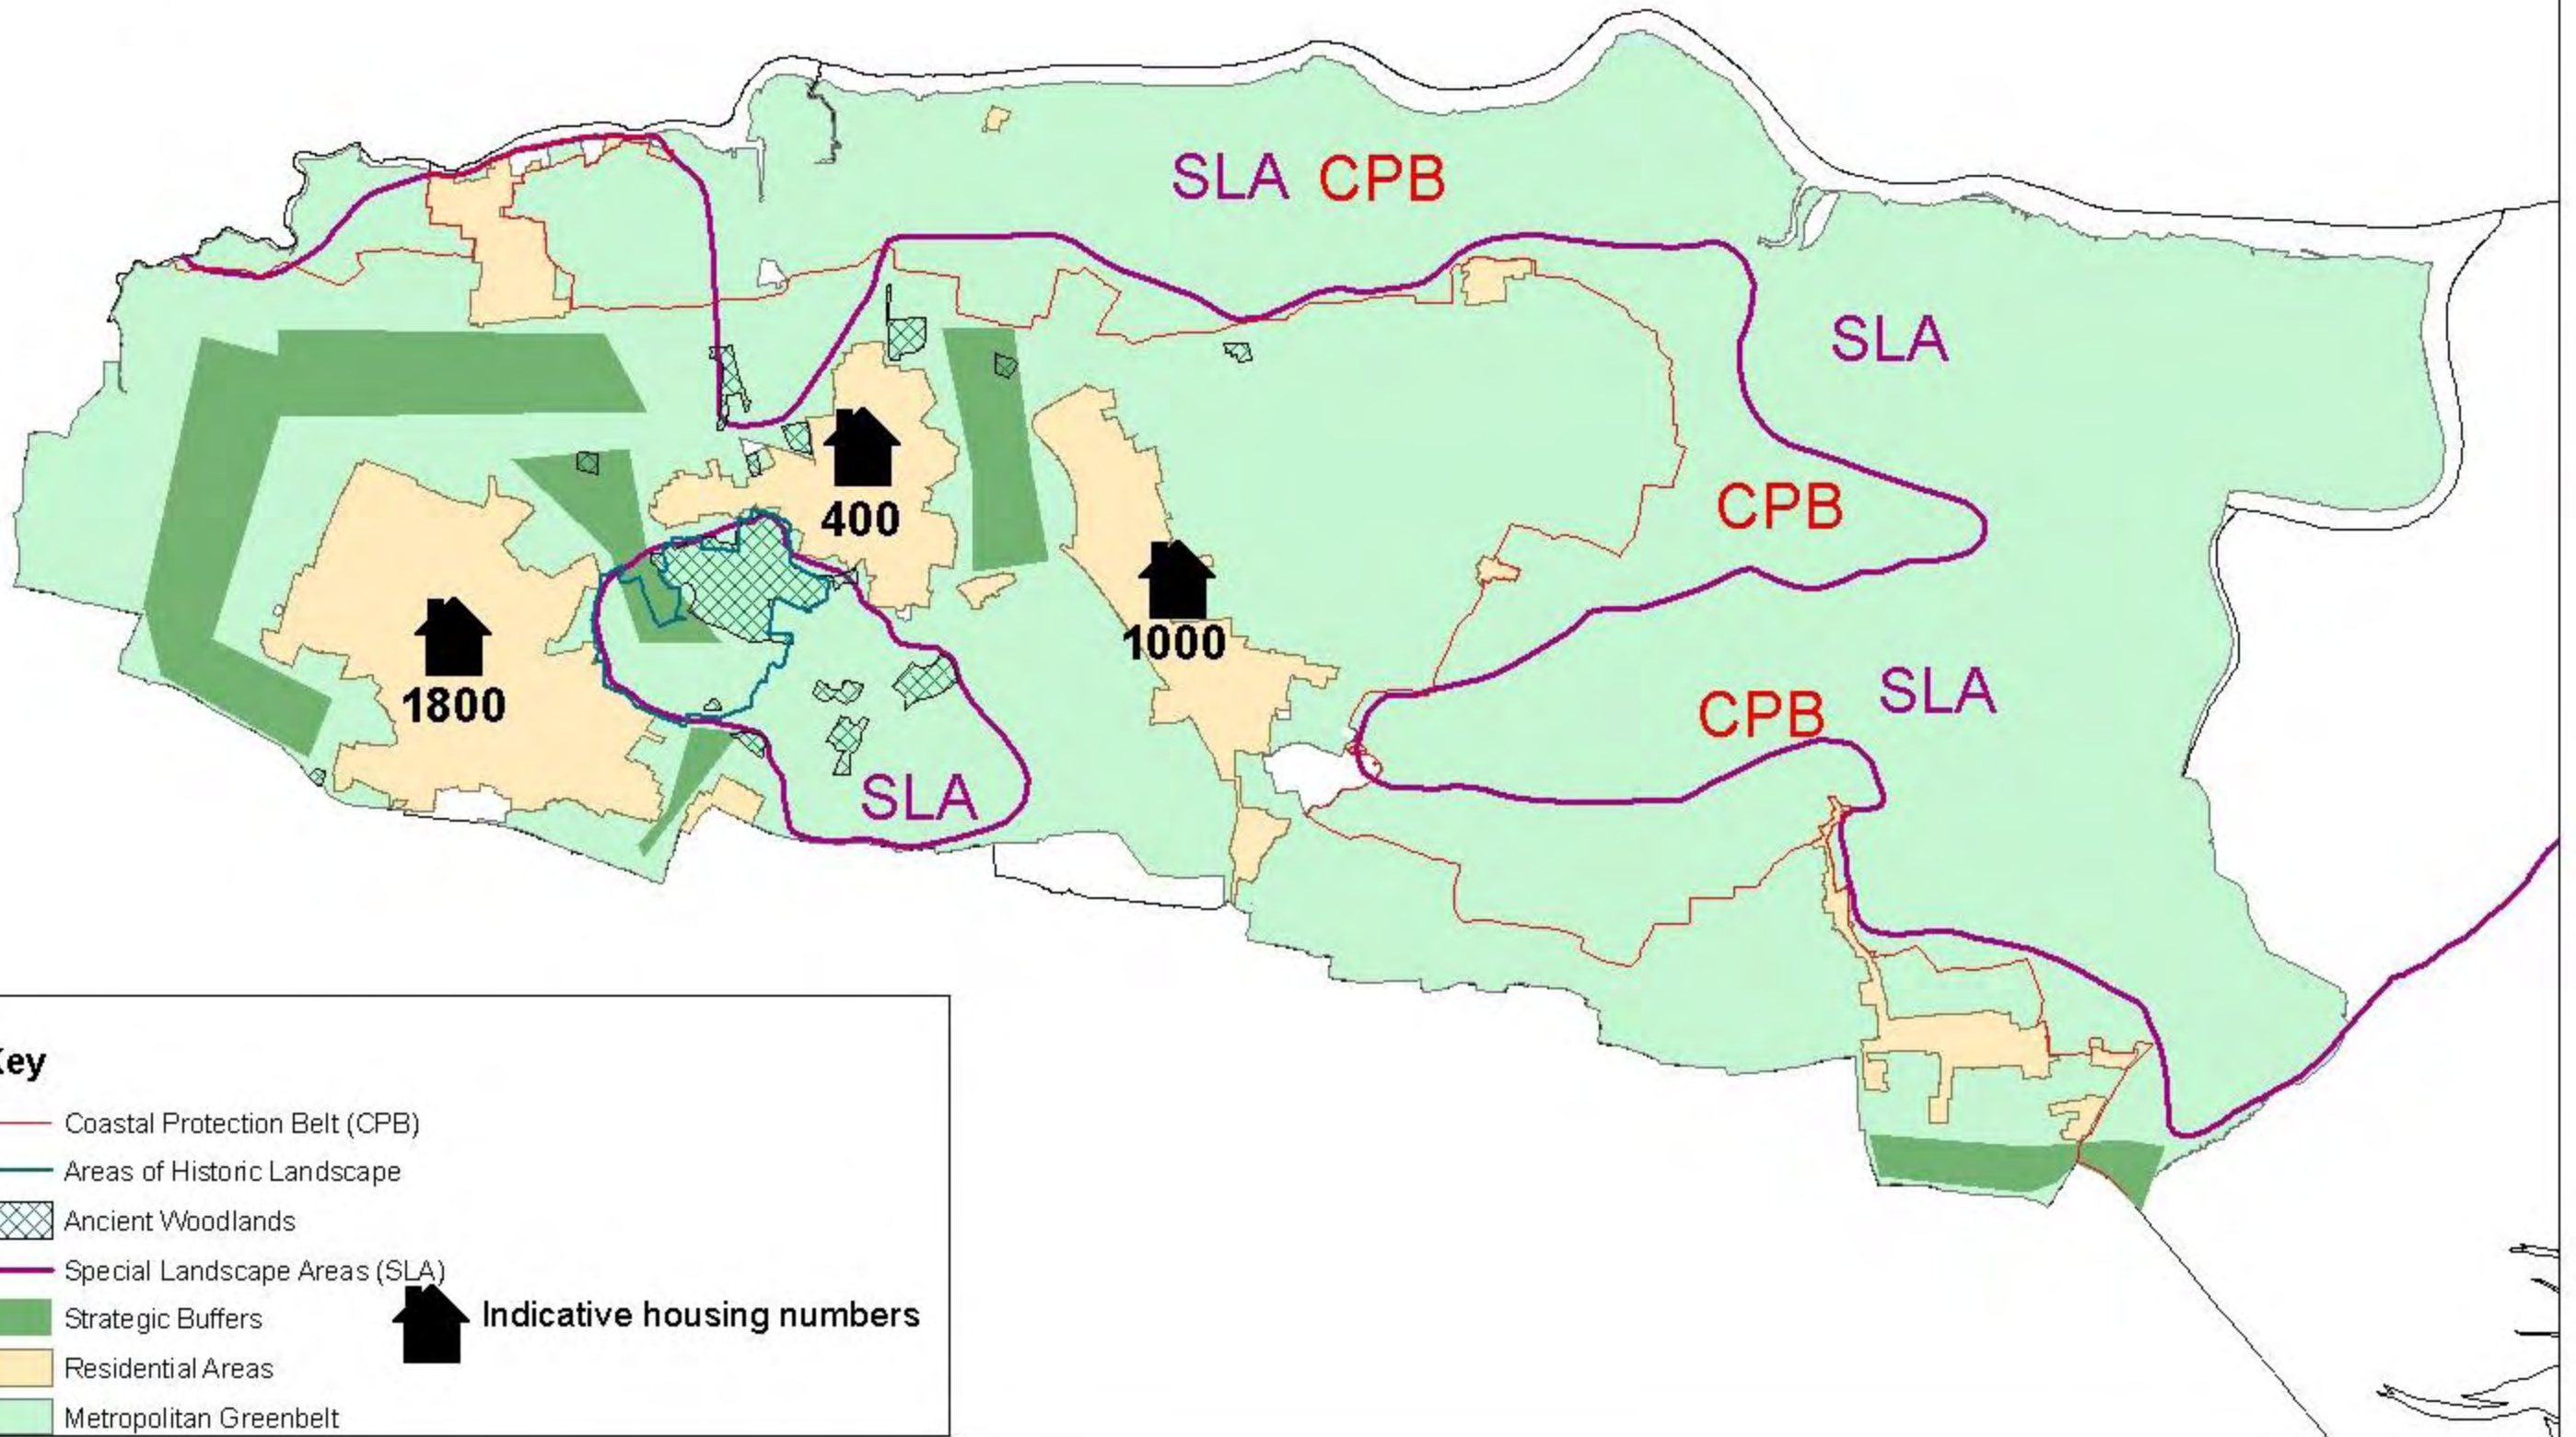 SLA CPB
SLA
CPB
400
1000
1800
CPB SLA
SLA
Key
Coastal Protection Belt (CPB)
Areas of Historic Landscape
Ancient Woodlands
Special Landscape Areas (SLA)
Strategic Buffers
Indicative housing numbers
Residential Areas
Metropolitan Greenbelt